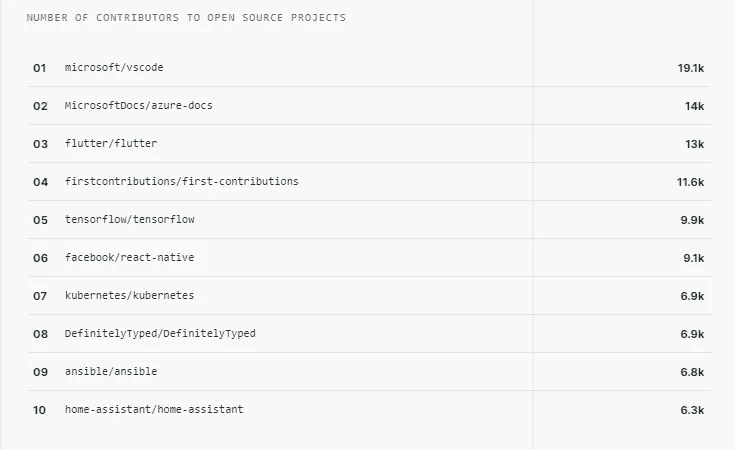 NUMBER OF CONTRIBUTORS TO OPEN SOURCE PROJECTS
01 microsoft/vscode 19.1k
02 MicrosoftDocs/azure-docs 14k
03 flutter/flutter 13k
04 firstcontributions/first-contributions 11.6k
05 tensorflow/tensorflow 9.9k
06 facebook/react-native 9.1k
07 kubernetes/kubernetes 6.9k
08 DefinitelyTyped/DefinitelyTyped 6.9k
09 ansible/ansible 6.8k
10 home-assistant/home-assistant 6.3k